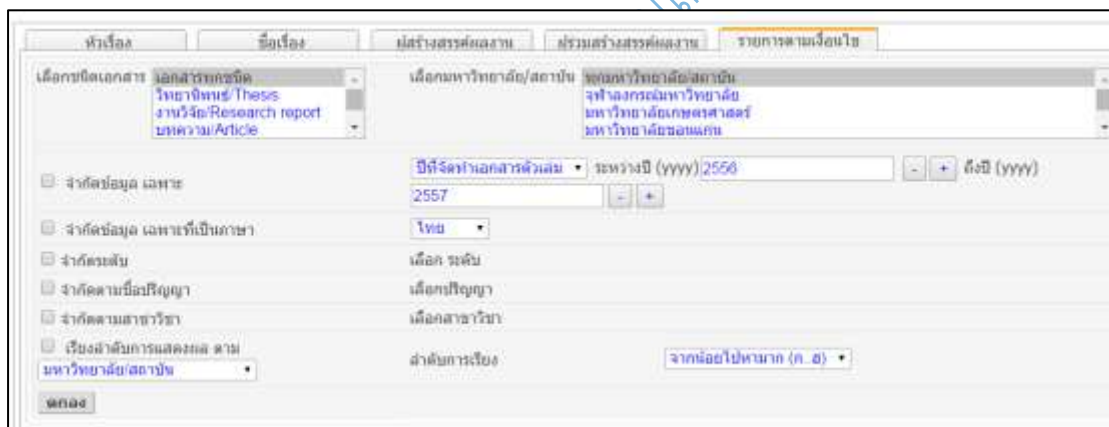 หัวเรื่อง ชื่อเรื่อง ผู้สร้างสรรค์ผลงาน ผู้ร่วมสร้างสรรค์ผลงาน รายการตามเงื่อนไข
เลือกชนิดเอกสาร เอกสารทุกชนิด เลือกมหาวิทยาลัย/สถาบัน ทุกมหาวิทยาลัย/สถาบัน
วิทยานิพนธ์/Thesis จุฬาลงกรณ์มหาวิทยาลัย
งานวิจัย/Research report มหาวิทยาลัยเกษตรศาสตร์
บทความ/Article มหาวิทยาลัยขอนแก่น
จำกัดข้อมูล เฉพาะ ปีที่จัดทำเอกสารตัวเล่ม ระหว่างปี (yyyy) 2556 - + ถึงปี (yyyy)
2557 - +
จำกัดข้อมูล เฉพาะที่เป็นภาษา ไทย
จำกัดระดับ เลือก ระดับ
จำกัดตามชื่อปริญญา เลือกปริญญา
จำกัดตามสาขาวิชา เลือกสาขาวิชา
เรียงลำดับการแสดงผล ตาม
มหาวิทยาลัย/สถาบัน ลำดับการเรียง จากน้อยไปหามาก (ก..ฮ)
ตกลง